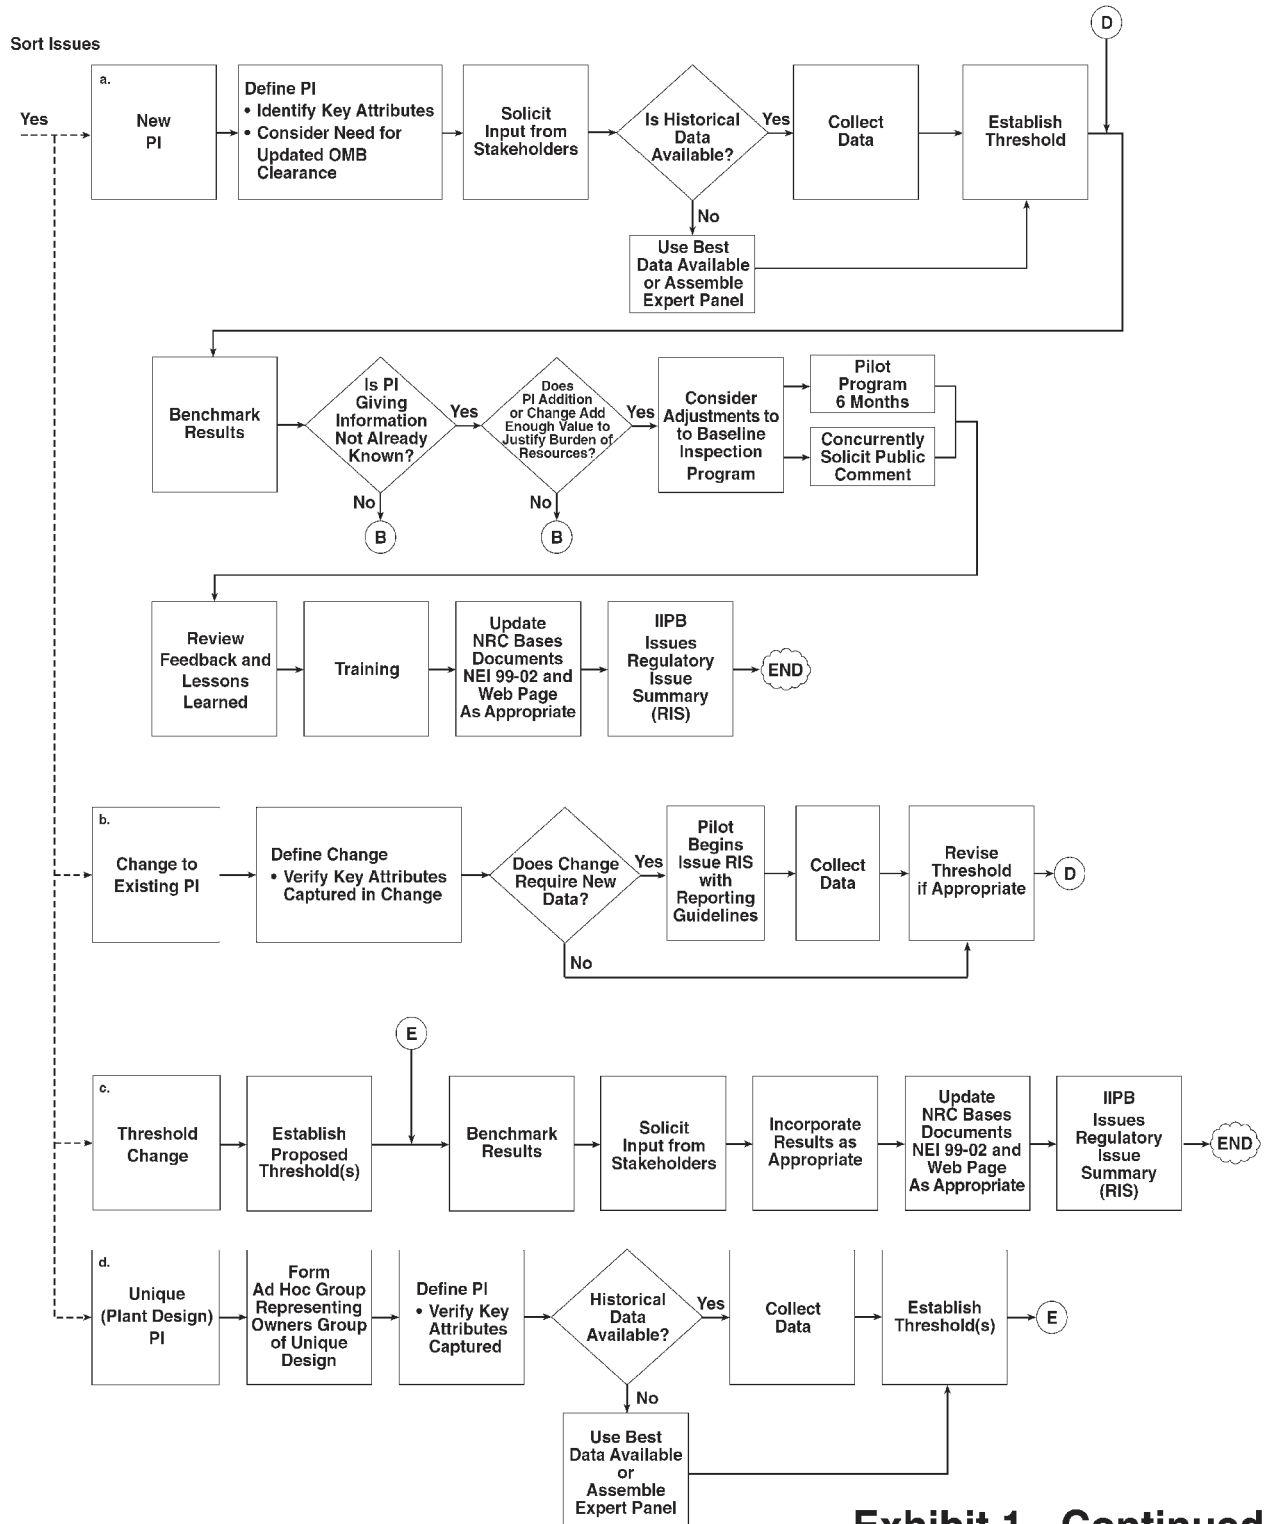 D
Sort Issues
Yes
a.
New
PI
Define PI
• Identify Key Attributes
• Consider Need for
Updated OMB
Clearance
Solicit
Input from
Stakeholders
Is Historical
Data
Available?
Yes
Collect
Data
Establish
Threshold
No
Use Best
Data Available
or Assemble
Expert Panel
Benchmark
Results
Is PI
Giving
Information
Not Already
Known?
Yes
Does
PI Addition
or Change Add
Enough Value to
Justify Burden of
Resources?
Yes
Consider
Adjustments to
to Baseline
Inspection
Program
Pilot
Program
6 Months
Concurrently
Solicit Public
Comment
No
B
No
B
Review
Feedback and
Lessons
Learned
Training
Update
NRC Bases
Documents
NEI 99-02 and
Web Page
As Appropriate
IIPB
Issues
Regulatory
Issue
Summary
(RIS)
END
b.
Change to
Existing PI
Define Change
• Verify Key Attributes
Captured in Change
Does Change
Require New
Data?
Yes
Pilot
Begins
Issue RIS
with
Reporting
Guidelines
Collect
Data
Revise
Threshold
if Appropriate
D
No
E
c.
Threshold
Change
Establish
Proposed
Threshold(s)
Benchmark
Results
Solicit
Input from
Stakeholders
Incorporate
Results as
Appropriate
Update
NRC Bases
Documents
NEI 99-02 and
Web Page
As Appropriate
IIPB
Issues
Regulatory
Issue
Summary
(RIS)
END
d.
Unique
(Plant Design)
PI
Form
Ad Hoc Group
Representing
Owners Group
of Unique
Design
Define PI
• Verify Key
Attributes
Captured
Historical
Data
Available?
Yes
Collect
Data
Establish
Threshold(s)
E
No
Use Best
Data Available
or
Assemble
Expert Panel
Exhibit 1 Continued